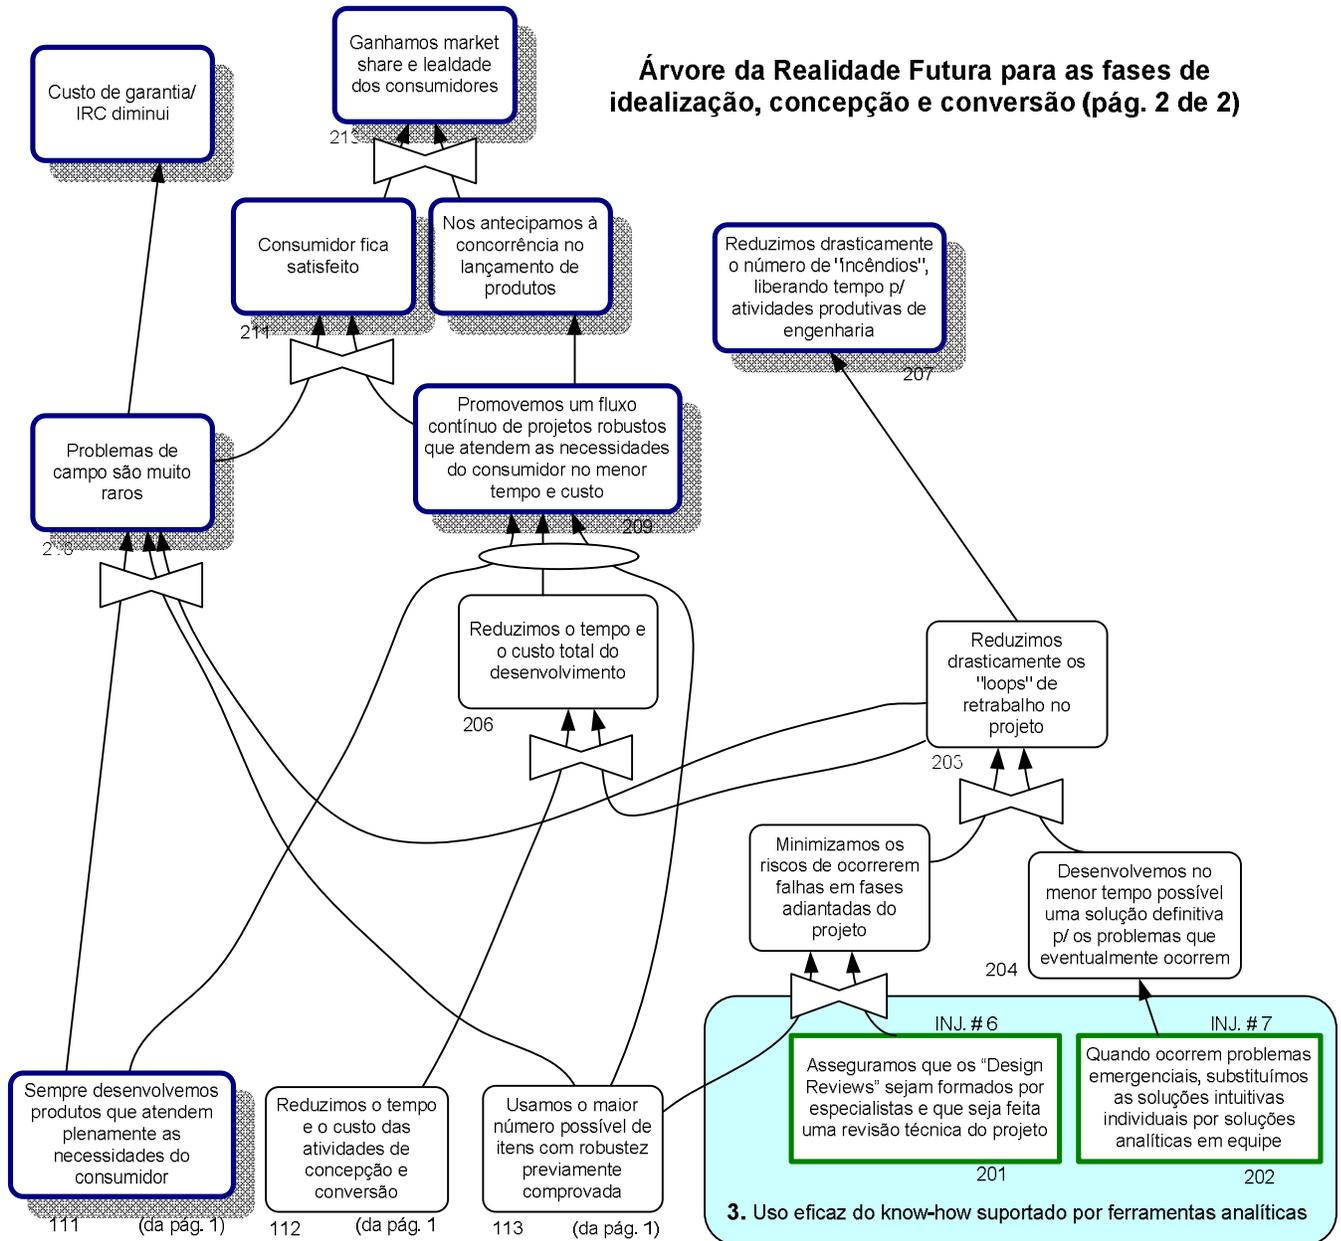 Árvore da Realidade Futura para as fases de
idealização, concepção e conversão (pág. 2 de 2)
Ganhamos market
share e lealdade
dos consumidores
Custo de garantia/
IRC diminui
Consumidor fica
satisfeito
211
Nos antecipamos à
concorrência no
lançamento de
produtos
Reduzimos drasticamente
o número de "incêndios",
liberando tempo p/
atividades produtivas de
engenharia
207
Problemas de
campo são muito
raros
Promovemos um fluxo
contínuo de projetos robustos
que atendem as necessidades
do consumidor no menor
tempo e custo
209
Reduzimos o tempo e
o custo total do
desenvolvimento
206
Reduzimos
drasticamente os
"loops" de
retrabalho no
projeto
Minimizamos os
riscos de ocorrerem
falhas em fases
adiantadas do
projeto
Desenvolvemos no
menor tempo possível
uma solução definitiva
p/ os problemas que
eventualmente ocorrem
204
Sempre desenvolvemos
produtos que atendem
plenamente as
necessidades do
consumidor
111 (da pág. 1)
Reduzimos o tempo
e o custo das
atividades de
concepção e
conversão
112 (da pág. 1
Usamos o maior
número possível de
itens com robustez
previamente
comprovada
113 (da pág. 1)
INJ. # 6
Asseguramos que os “Design
Reviews” sejam formados por
especialistas e que seja feita
uma revisão técnica do projeto
201
INJ. # 7
Quando ocorrem problemas
emergenciais, substituímos
as soluções intuitivas
individuais por soluções
analíticas em equipe
202
3. Uso eficaz do know-how suportado por ferramentas analíticas